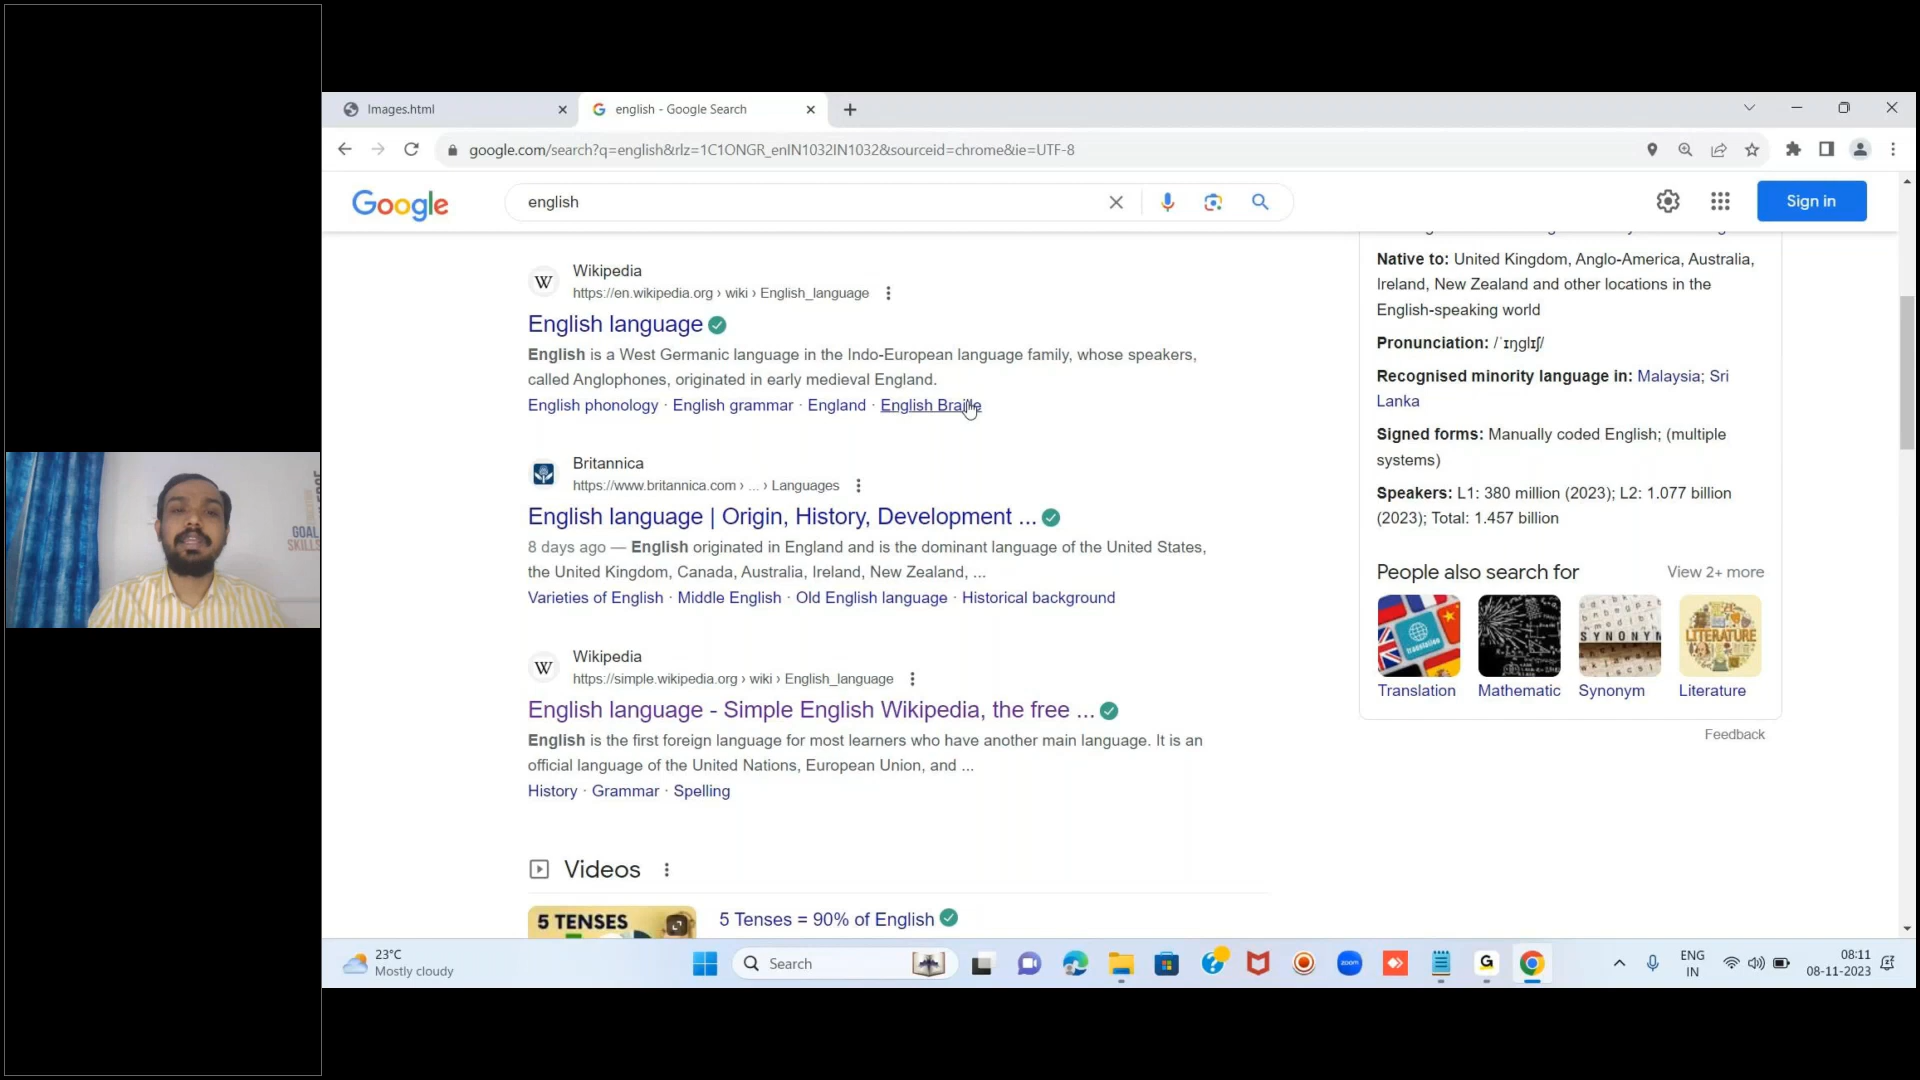 Images.html
english - Google Search
google.com/search?q=english&rlz=1C1ONGR_enIN1032IN1032&sourceid=chrome&ie=UTF-8
Google
english
Sign in
Wikipedia
https://en.wikipedia.org › wiki › English_language
English language
English is a West Germanic language in the Indo-European language family, whose speakers,
called Anglophones, originated in early medieval England.
English phonology · English grammar · England · English Braille
Britannica
https://www.britannica.com › ... › Languages
English language | Origin, History, Development ...
8 days ago — English originated in England and is the dominant language of the United States,
the United Kingdom, Canada, Australia, Ireland, New Zealand, ...
Varieties of English · Middle English · Old English language · Historical background
Wikipedia
https://simple.wikipedia.org › wiki › English_language
English language - Simple English Wikipedia, the free ...
English is the first foreign language for most learners who have another main language. It is an
official language of the United Nations, European Union, and ...
History · Grammar · Spelling
Videos
5 TENSES
5 Tenses = 90% of English
Native to: United Kingdom, Anglo-America, Australia,
Ireland, New Zealand and other locations in the
English-speaking world
Pronunciation: /ˈɪŋɡlɪʃ/
Recognised minority language in: Malaysia; Sri
Lanka
Signed forms: Manually coded English; (multiple
systems)
Speakers: L1: 380 million (2023); L2: 1.077 billion
(2023); Total: 1.457 billion
People also search for
View 2+ more
Translation
SYNONYM
LITERATURE
Translation
Mathematic
Synonym
Literature
Feedback
GOAL
SKILLS
23°C
Mostly cloudy
Search
zoom
ENG
IN
08:11
08-11-2023